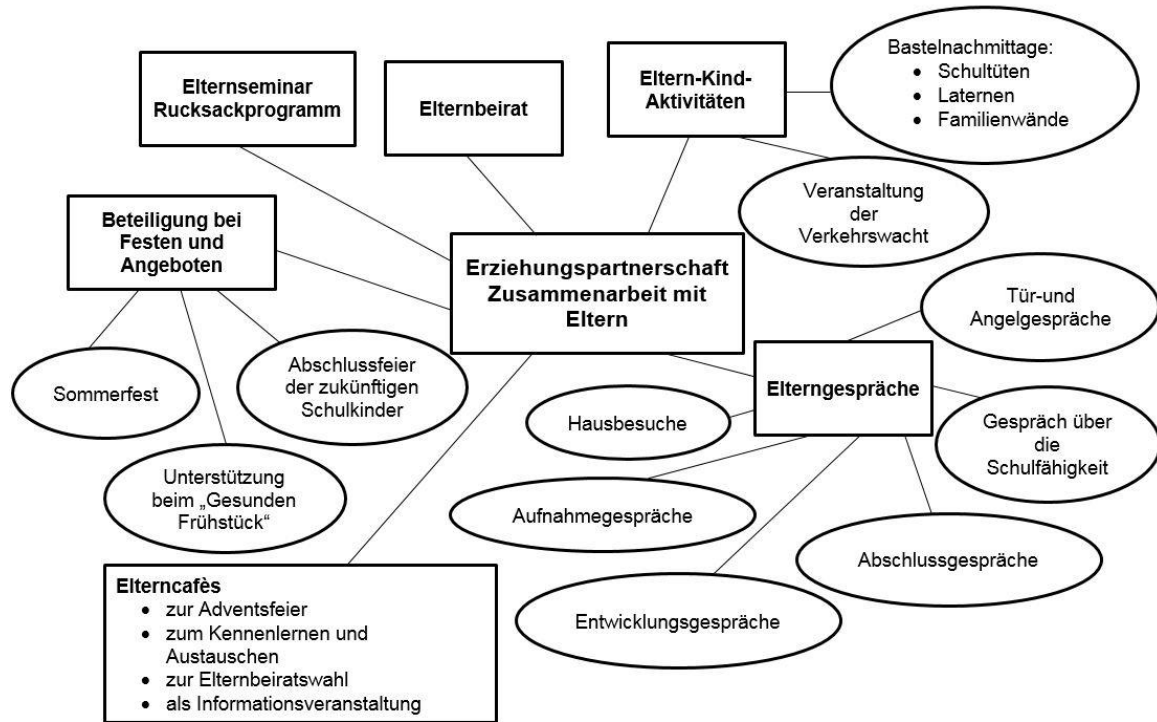 Elternseminar
Rucksackprogramm
Elternbeirat
Eltern-Kind-
Aktivitäten
Bastelnachmittage:
• Schultüten
• Laternen
• Familienwände
Veranstaltung
der
Verkehrswacht
Beteiligung bei
Festen und
Angeboten
Erziehungspartnerschaft
Zusammenarbeit mit
Eltern
Tür-und
Angelgespräche
Sommerfest
Abschlussfeier
der zukünftigen
Schulkinder
Unterstützung
beim „Gesunden
Frühstück“
Elterngespräche
Hausbesuche
Gespräch über
die
Schulfähigkeit
Aufnahmegespräche
Abschlussgespräche
Entwicklungsgespräche
Elterncafès
• zur Adventsfeier
• zum Kennenlernen und
Austauschen
• zur Elternbeiratswahl
• als Informationsveranstaltung